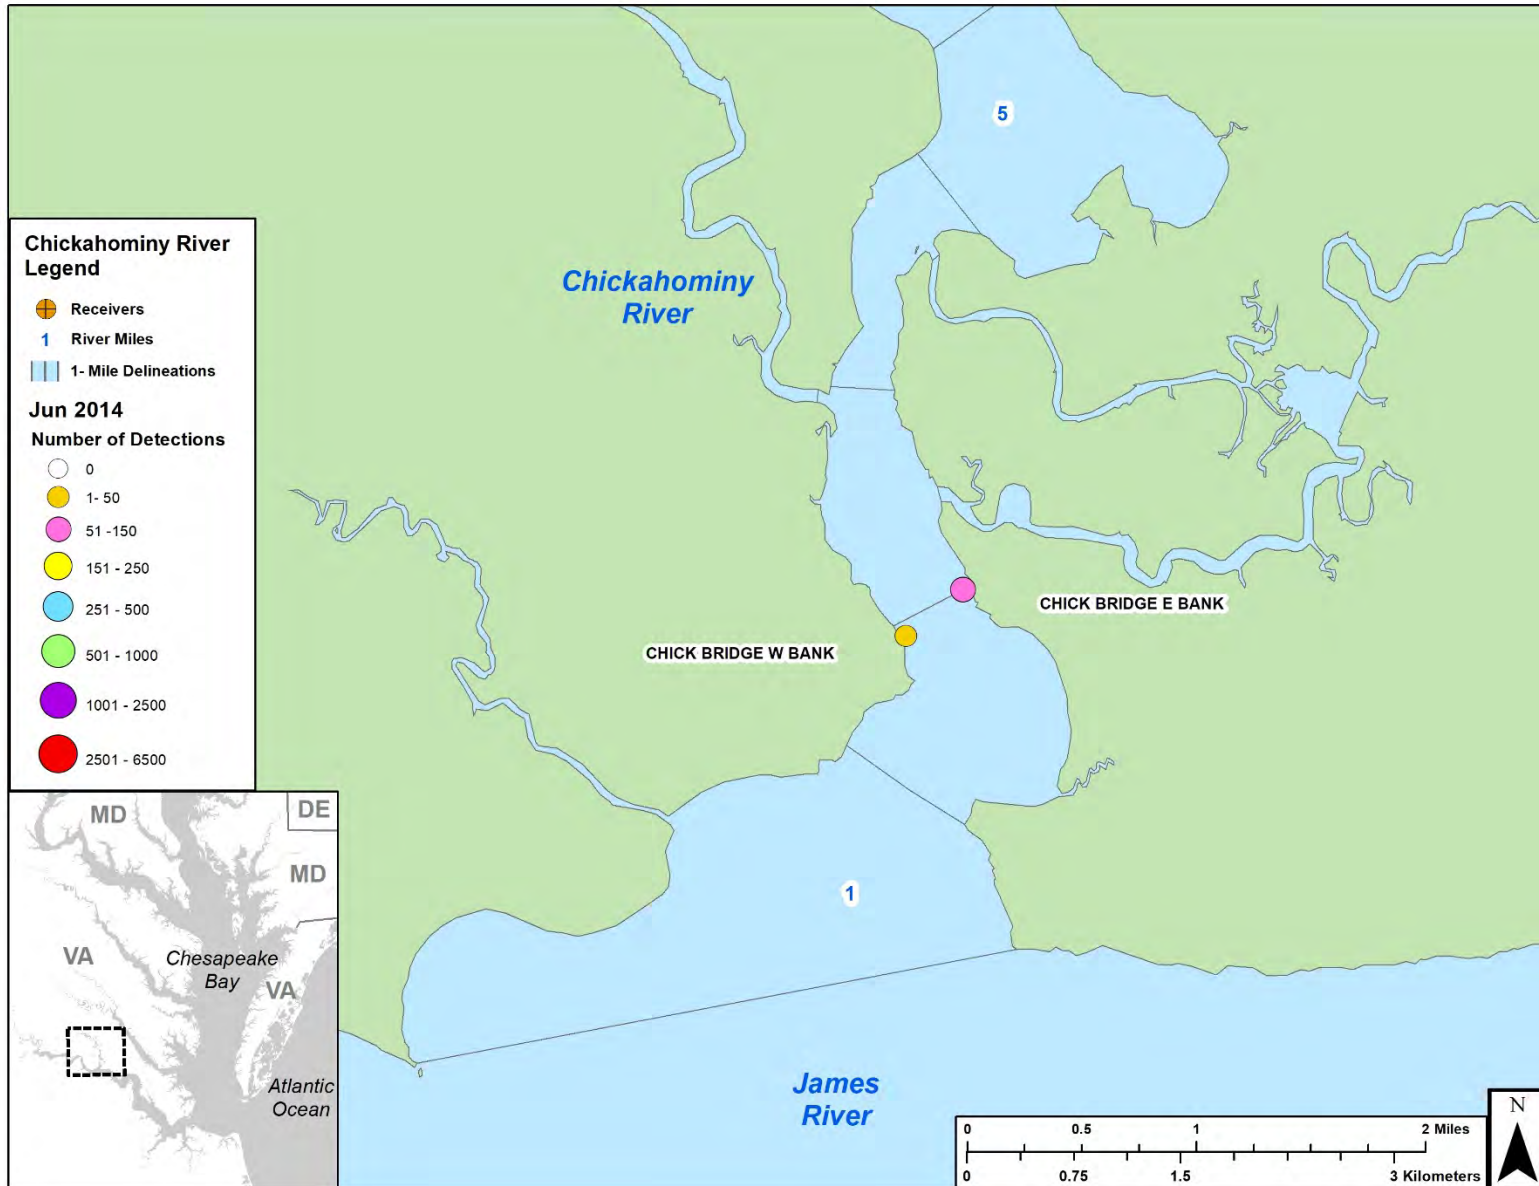 5
Chickahominy
River
Chickahominy River
Legend
Receivers
1 River Miles
1- Mile Delineations
Jun 2014
Number of Detections
0
1- 50
51 -150
151 - 250
251 - 500
501 - 1000
1001 - 2500
2501 - 6500
CHICK BRIDGE E BANK
CHICK BRIDGE W BANK
1
MD
DE
MD
VA
Chesapeake
Bay
VA
Atlantic
Ocean
James
River
0 0.5 1 2 Miles
0 0.75 1.5 3 Kilometers
N